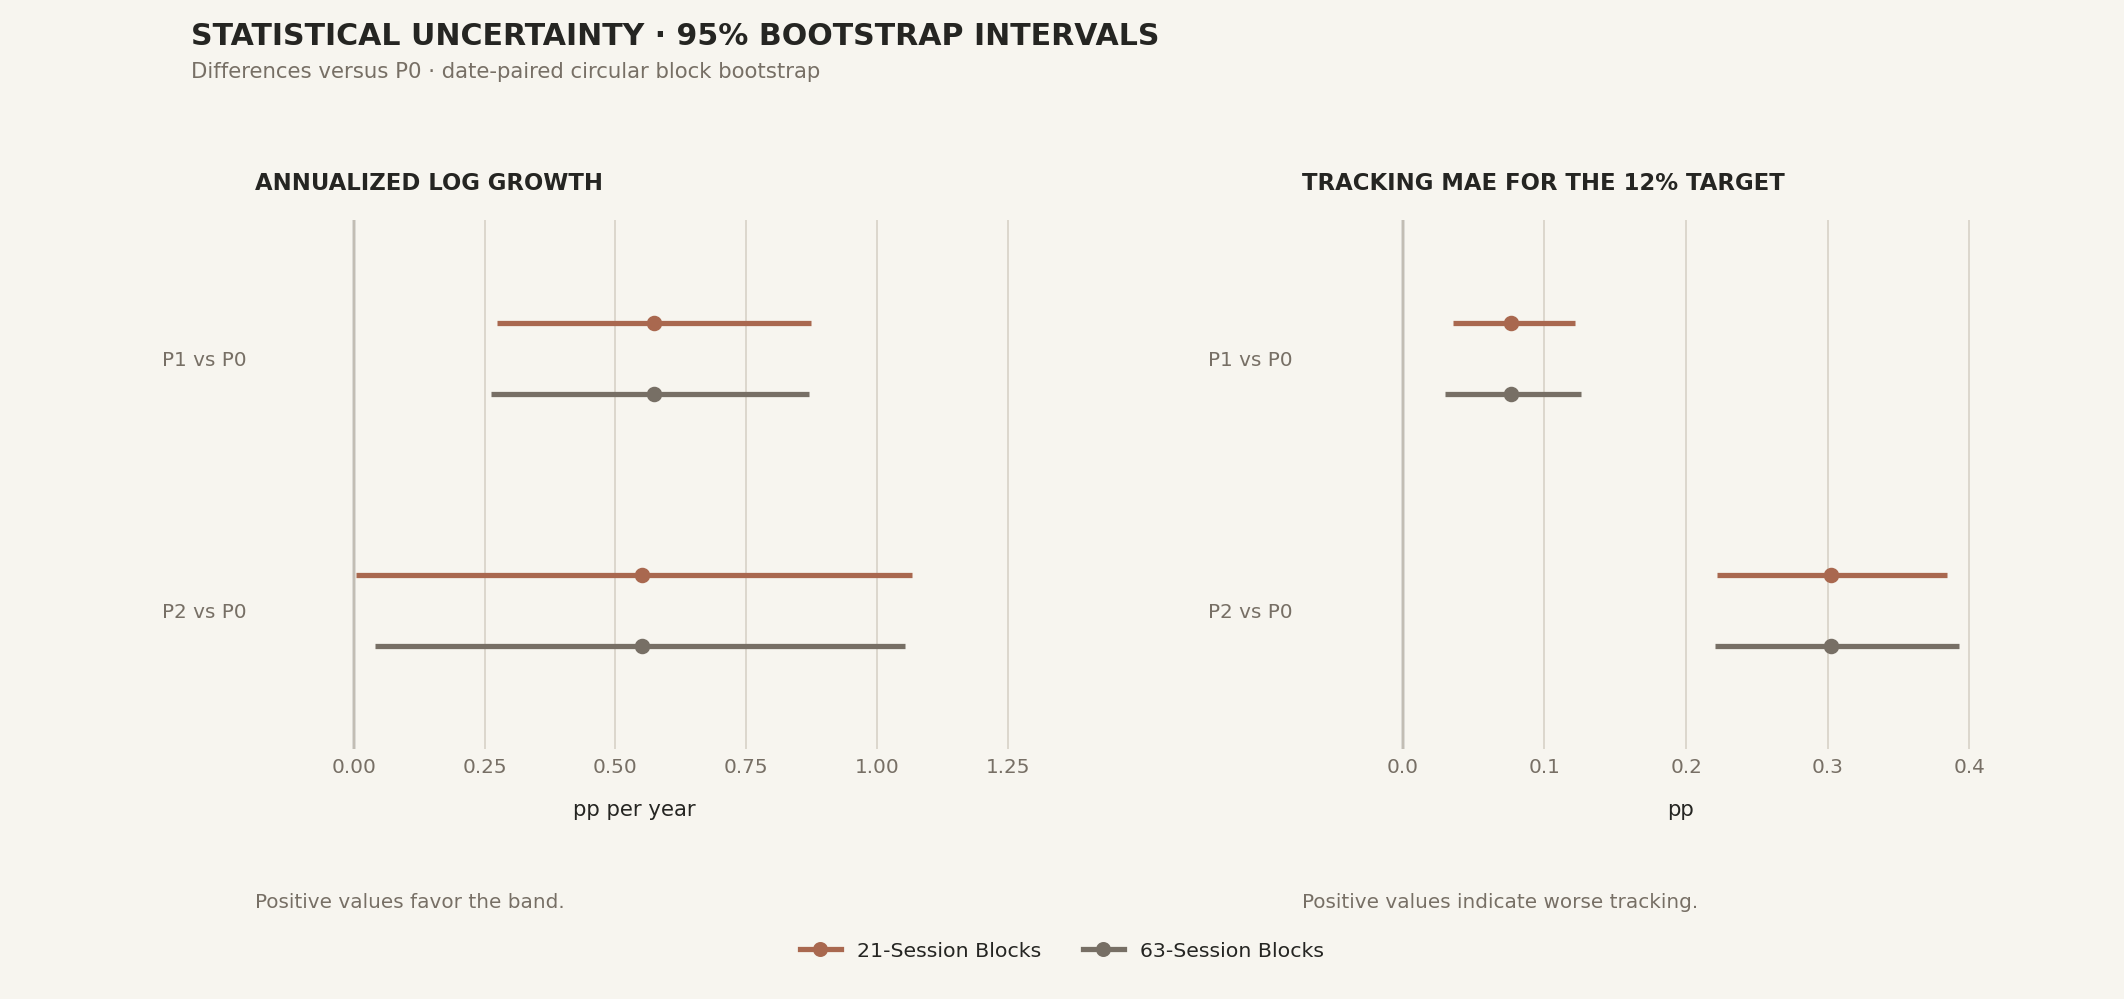 STATISTICAL UNCERTAINTY · 95% BOOTSTRAP INTERVALS
Differences versus P0 · date-paired circular block bootstrap
ANNUALIZED LOG GROWTH
P1 vs P0
P2 vs P0
0.00 0.25 0.50 0.75 1.00 1.25
pp per year
Positive values favor the band.
TRACKING MAE FOR THE 12% TARGET
P1 vs P0
P2 vs P0
0.0 0.1 0.2 0.3 0.4
pp
Positive values indicate worse tracking.
21-Session Blocks 63-Session Blocks